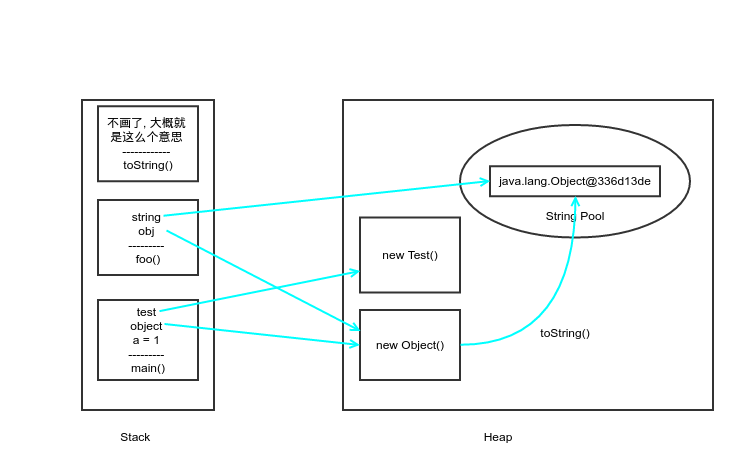 不画了, 大概就
是这么个意思
------------
toString()
string
obj
---------
foo()
test
object
a = 1
---------
main()
Stack
java.lang.Object@336d13de
String Pool
new Test()
new Object()
toString()
Heap